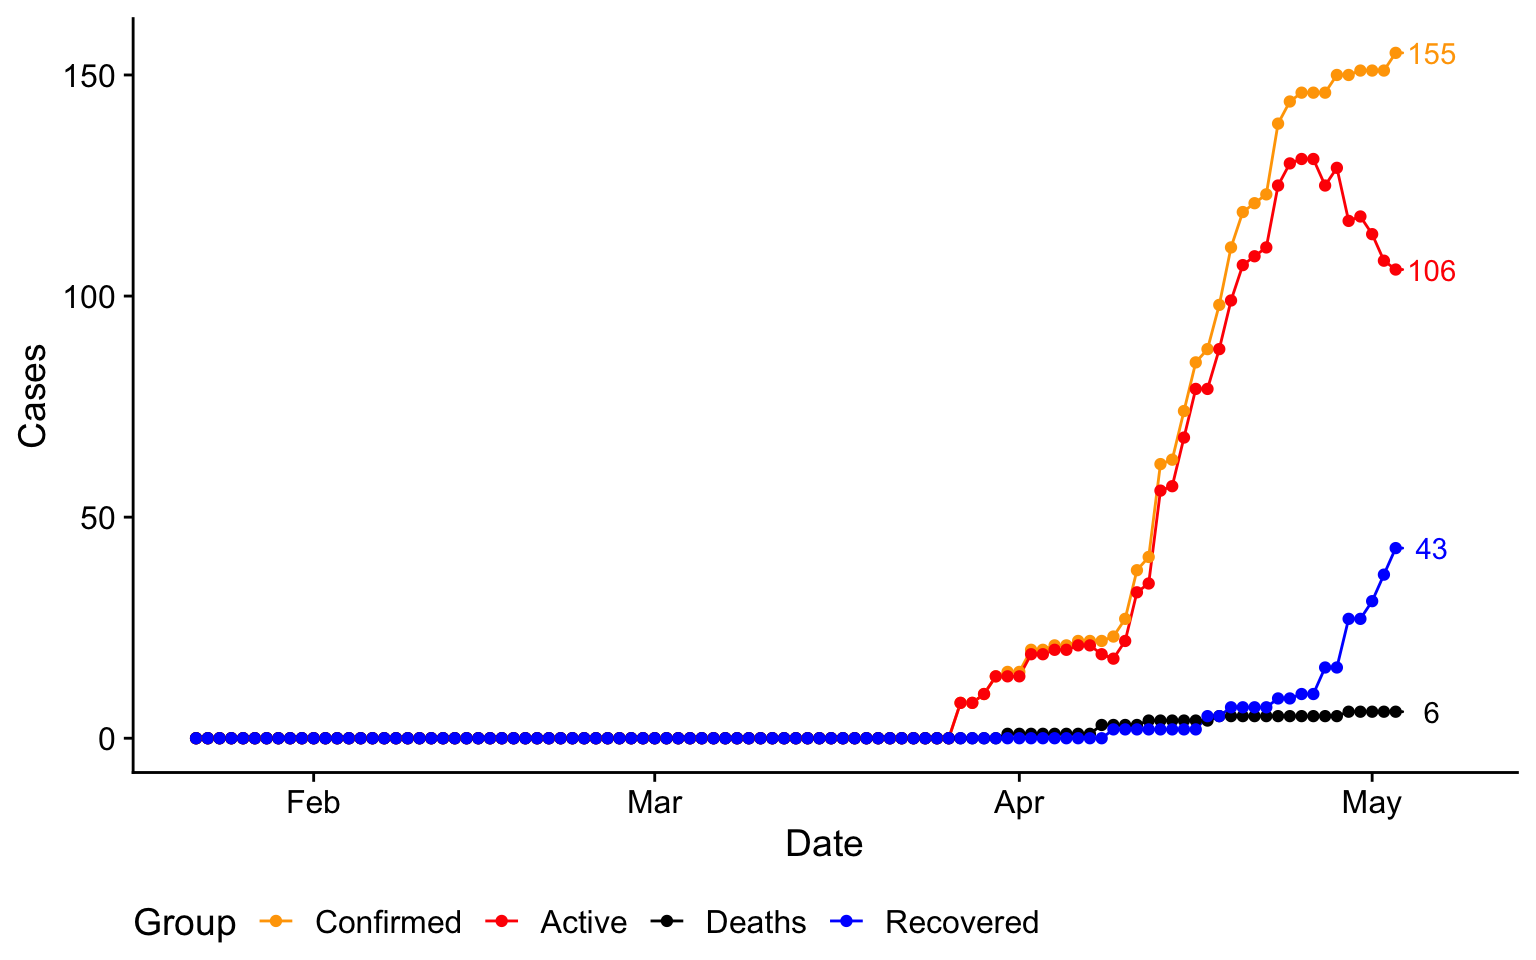 155
150
106
100
Cases
50
43
6
0
Feb Mar Apr May
Date
Group Confirmed Active Deaths Recovered